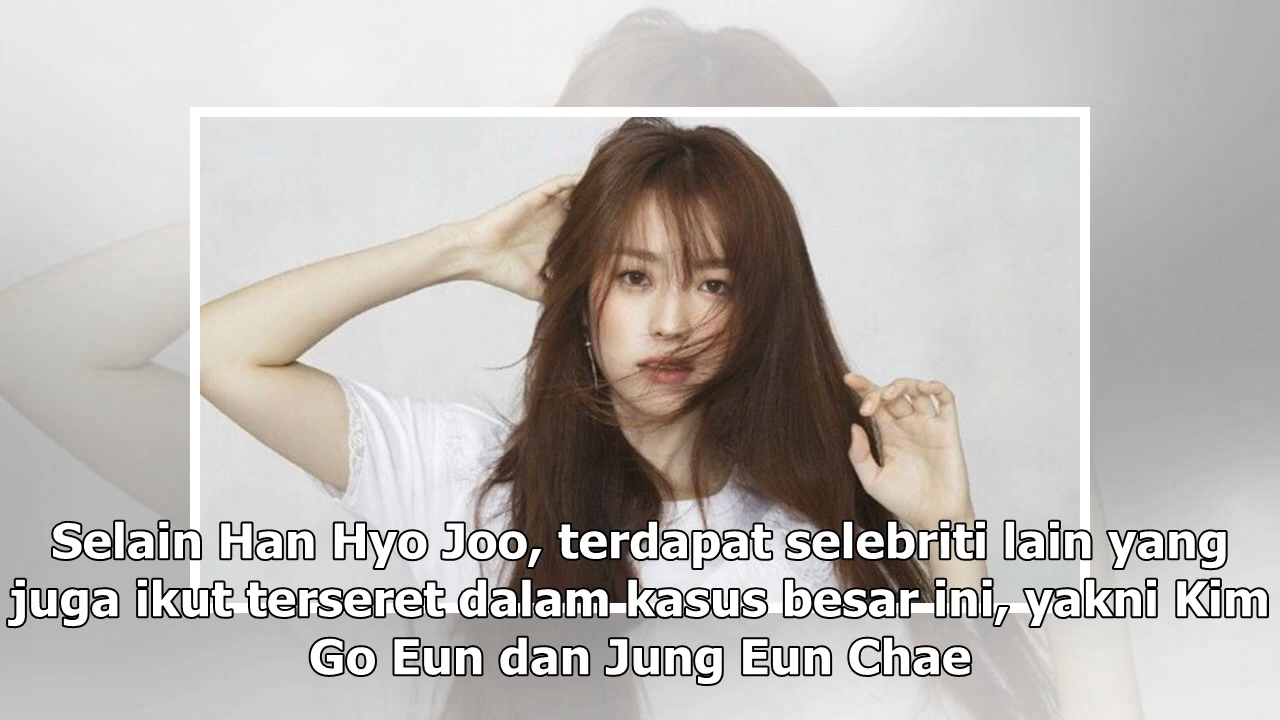 Selain Han Hyo Joo, terdapat selebriti lain yang
juga ikut terseret dalam kasus besar ini, yakni Kim
Go Eun dan Jung Eun Chae